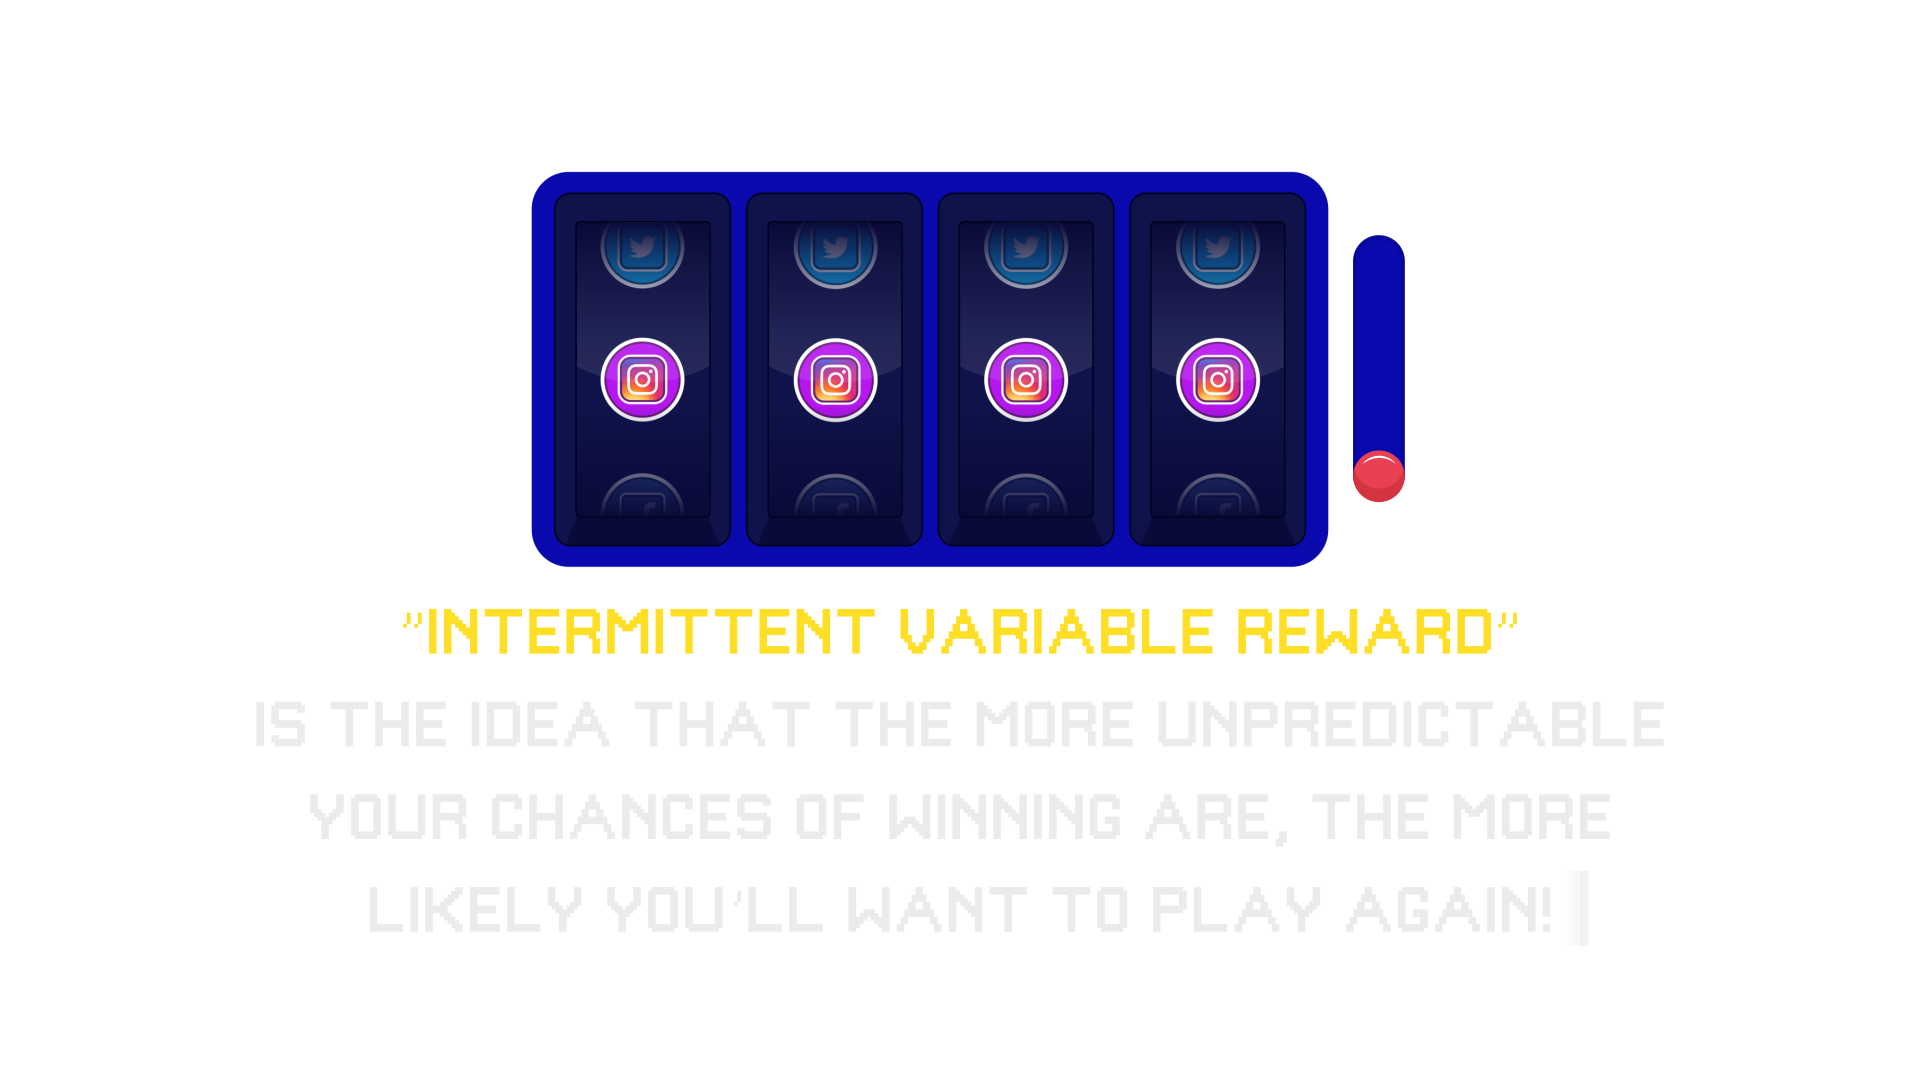 "INTERMITTENT VARIABLE REWARD"
IS THE IDEA THAT THE MORE UNPREDICTABLE
YOUR CHANCES OF WINNING ARE, THE MORE
LIKELY YOU'LL WANT TO PLAY AGAIN!